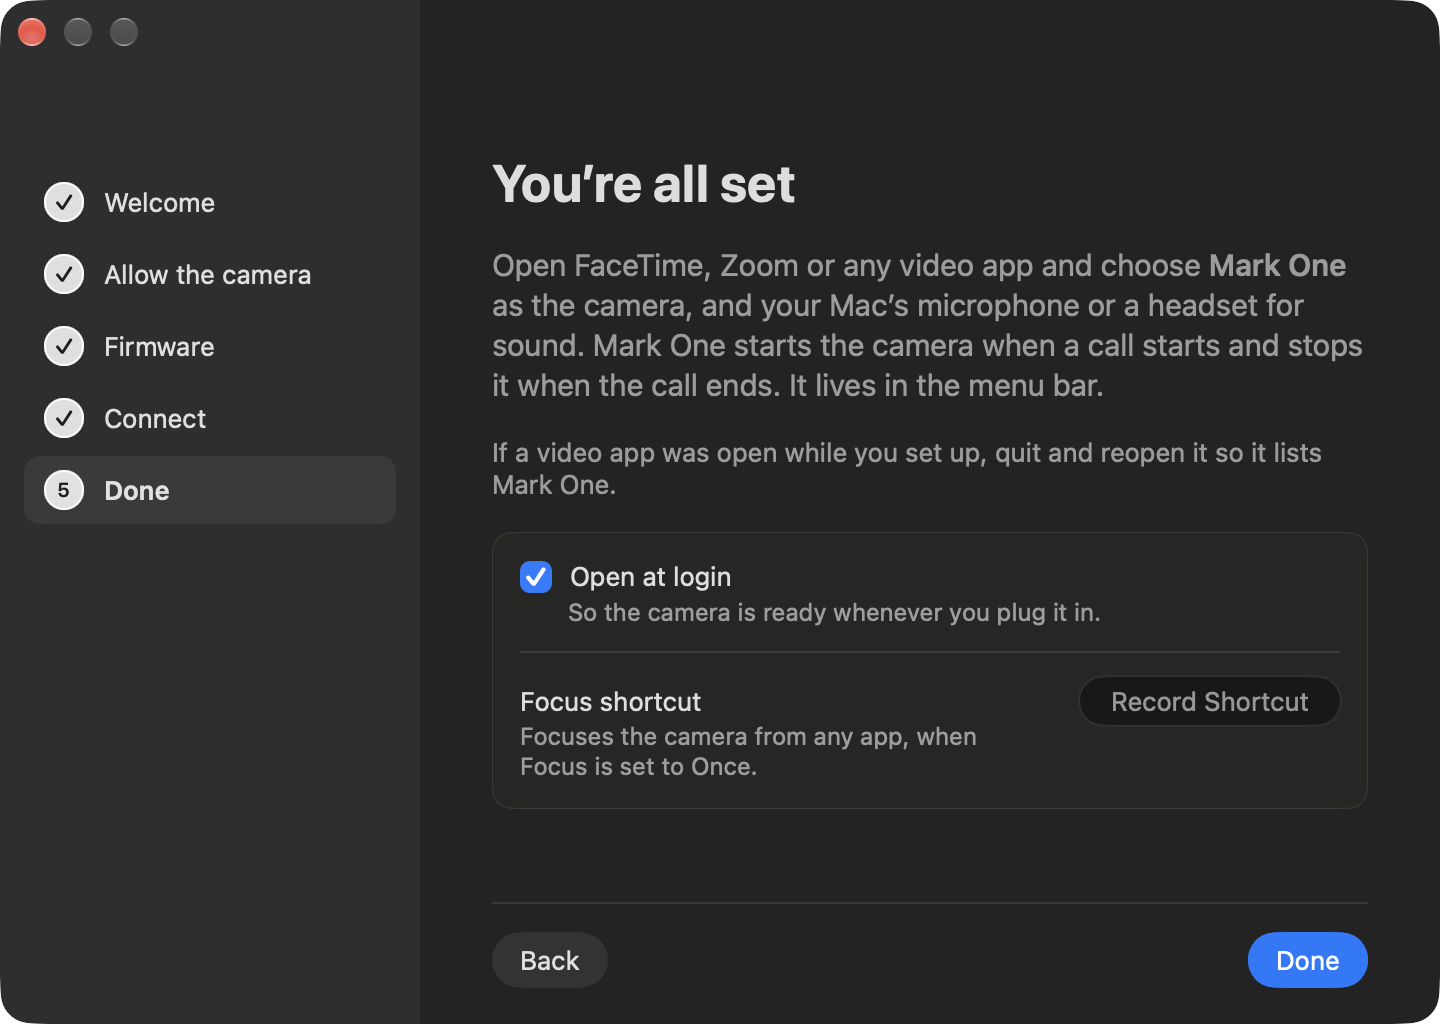 Welcome
Allow the camera
Firmware
Connect
5 Done
You’re all set
Open FaceTime, Zoom or any video app and choose Mark One
as the camera, and your Mac’s microphone or a headset for
sound. Mark One starts the camera when a call starts and stops
it when the call ends. It lives in the menu bar.
If a video app was open while you set up, quit and reopen it so it lists
Mark One.
Open at login
So the camera is ready whenever you plug it in.
Focus shortcut
Record Shortcut
Focuses the camera from any app, when
Focus is set to Once.
Back
Done